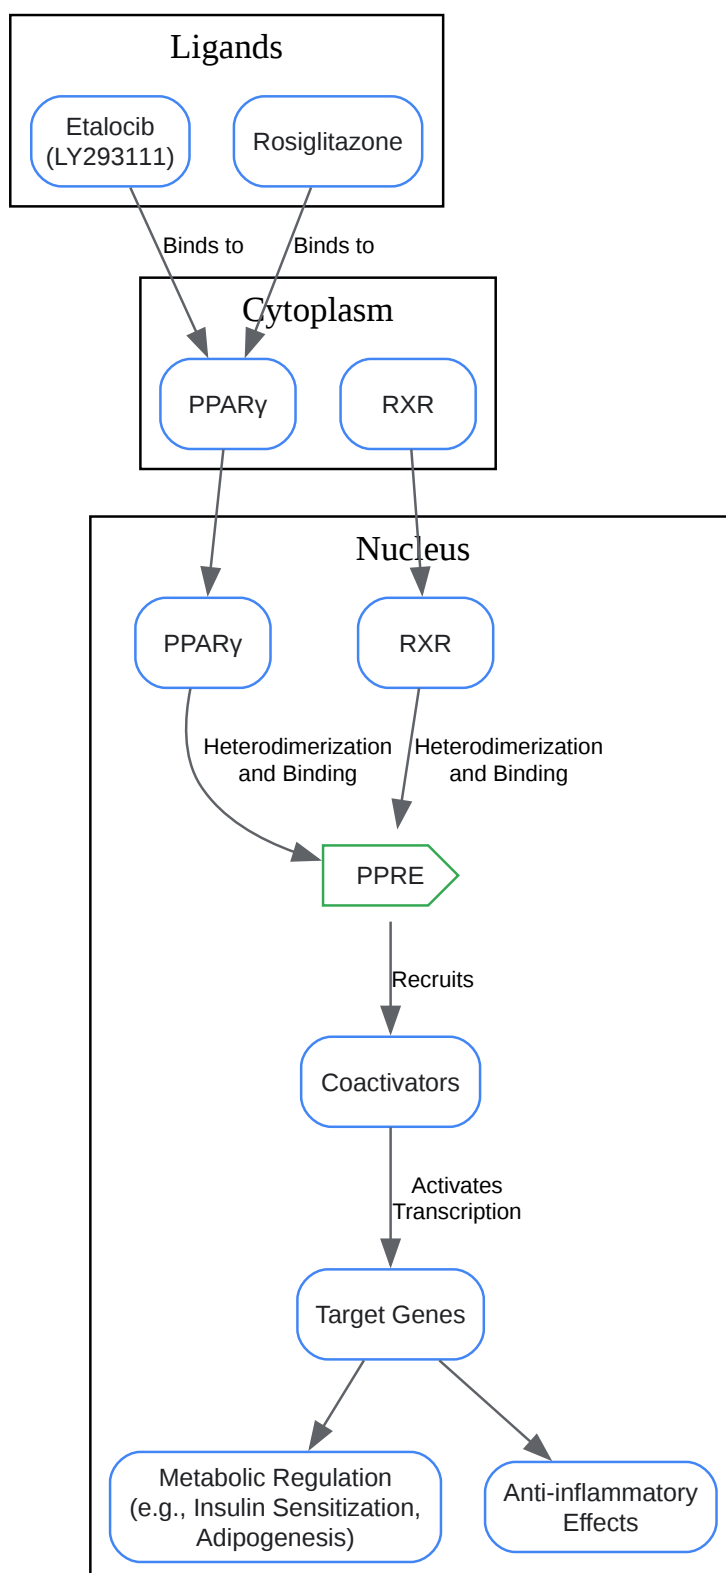 Ligands
Etalocib
(LY293111)
Rosiglitazone
Binds to
Binds to
Cytoplasm
PPARγ
RXR
Nucleus
PPARγ
RXR
Heterodimerization
and Binding
Heterodimerization
and Binding
PPRE
Recruits
Coactivators
Activates
Transcription
Target Genes
Metabolic Regulation
(e.g., Insulin Sensitization,
Adipogenesis)
Anti-inflammatory
Effects